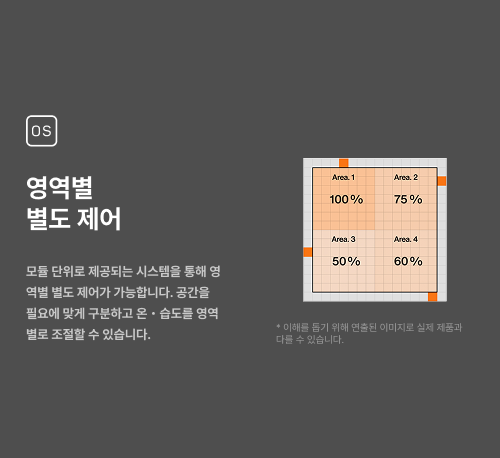 OS
영역별
별도 제어
모듈 단위로 제공되는 시스템을 통해 영
역별 별도 제어가 가능합니다. 공간을
필요에 맞게 구분하고 온·습도를 영역
별로 조절할 수 있습니다.
Area. 1
Area. 2
100%
75%
Area. 3
Area. 4
50%
60%
* 이해를 돕기 위해 연출된 이미지로 실제 제품과
다를 수 있습니다.